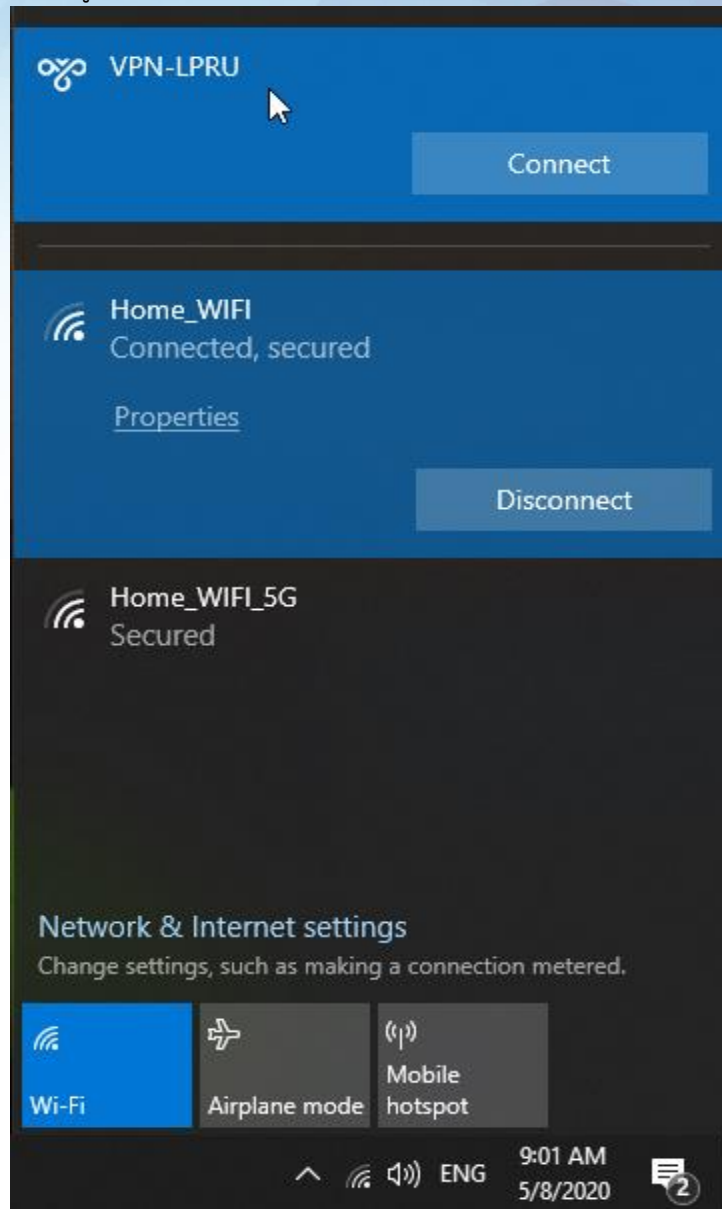 VPN-LPRU
Connect
Home_WIFI
Connected, secured
Properties
Disconnect
Home_WIFI_5G
Secured
Network & Internet settings
Change settings, such as making a connection metered.
Wi-Fi
Airplane mode
Mobile
hotspot
ENG
9:01 AM
5/8/2020
2